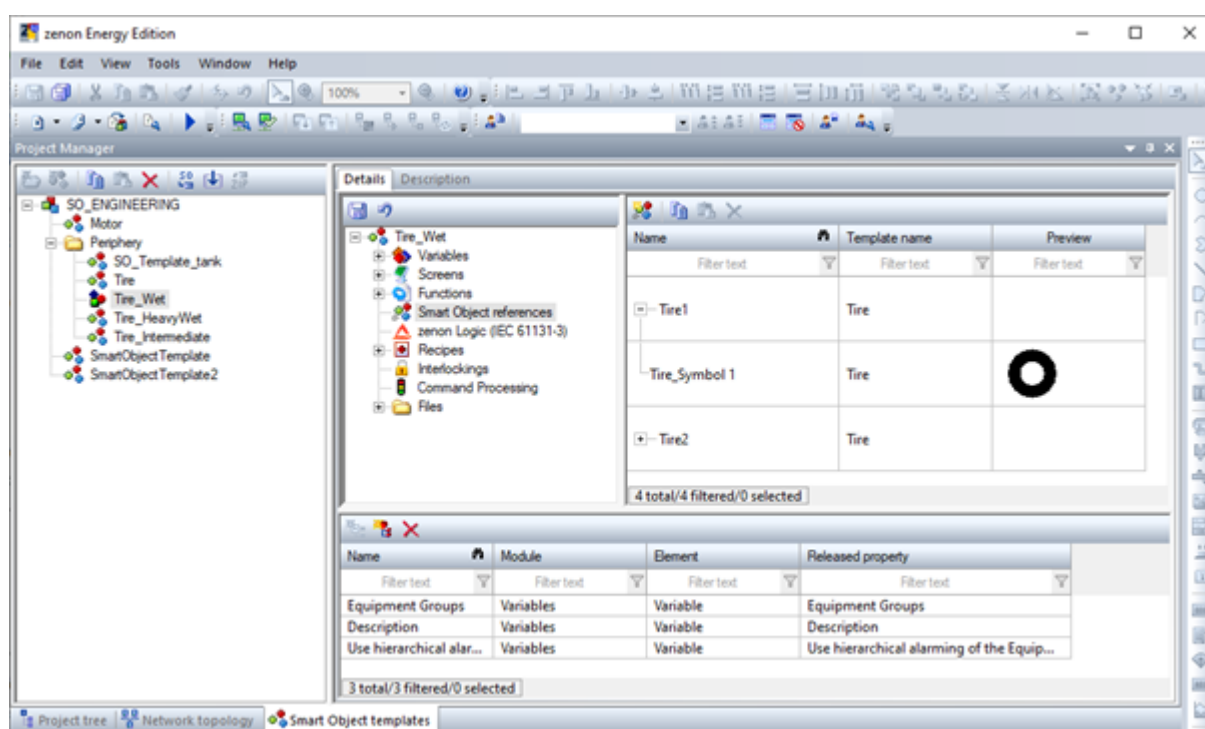 zenon Energy Edition
File Edit View Tools Window Help
100%
Project Manager
SO_ENGINEERING
Motor
Periphery
SO_Template_tank
Tire
Tire_Wet
Tire_HeavyWet
Tire_Intermediate
SmartObjectTemplate
SmartObjectTemplate2
Details Description
Tire_Wet
Variables
Screens
Functions
Smart Object references
zenon Logic (IEC 61131-3)
Recipes
Interlockings
Command Processing
Files
Name Template name Preview
Filter text Filter text Filter text
Tire1 Tire
Tire_Symbol 1 Tire
Tire2 Tire
4 total/4 filtered/0 selected
Name Module Element Released property
Filter text Filter text Filter text Filter text
Equipment Groups Variables Variable Equipment Groups
Description Variables Variable Description
Use hierarchical alar... Variables Variable Use hierarchical alarming of the Equip...
3 total/3 filtered/0 selected
Project tree Network topology Smart Object templates